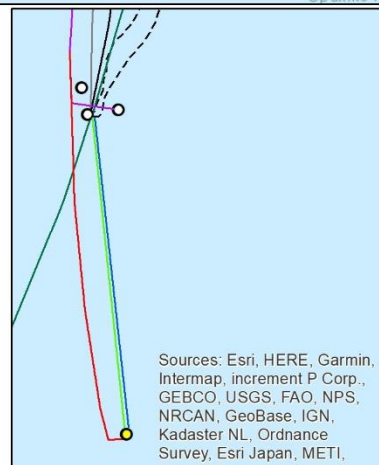 Sources: Esri, HERE, Garmin,
Intermap, increment P Corp.,
GEBCO, USGS, FAO, NPS,
NRCAN, GeoBase, IGN,
Kadaster NL, Ordnance
Survey, Esri Japan, METI,